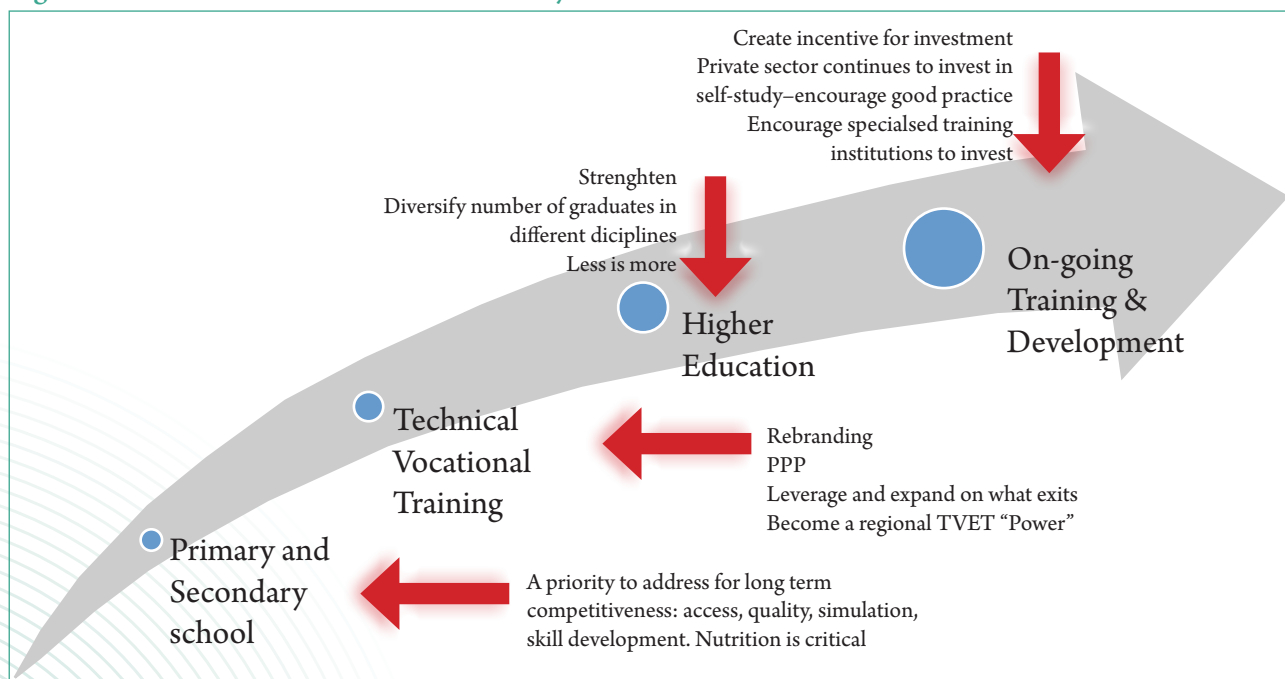 Create incentive for investment
Private sector continues to invest in
self-study–encourage good practice
Encourage specialsed training
institutions to invest
Strenghten
Diversify number of graduates in
different diciplines
Less is more
On-going
Training &
Development
Higher
Education
Technical
Vocational
Training
Rebranding
PPP
Leverage and expand on what exits
Become a regional TVET “Power”
Primary and
Secondary
school
A priority to address for long term
competitiveness: access, quality, simulation,
skill development. Nutrition is critical